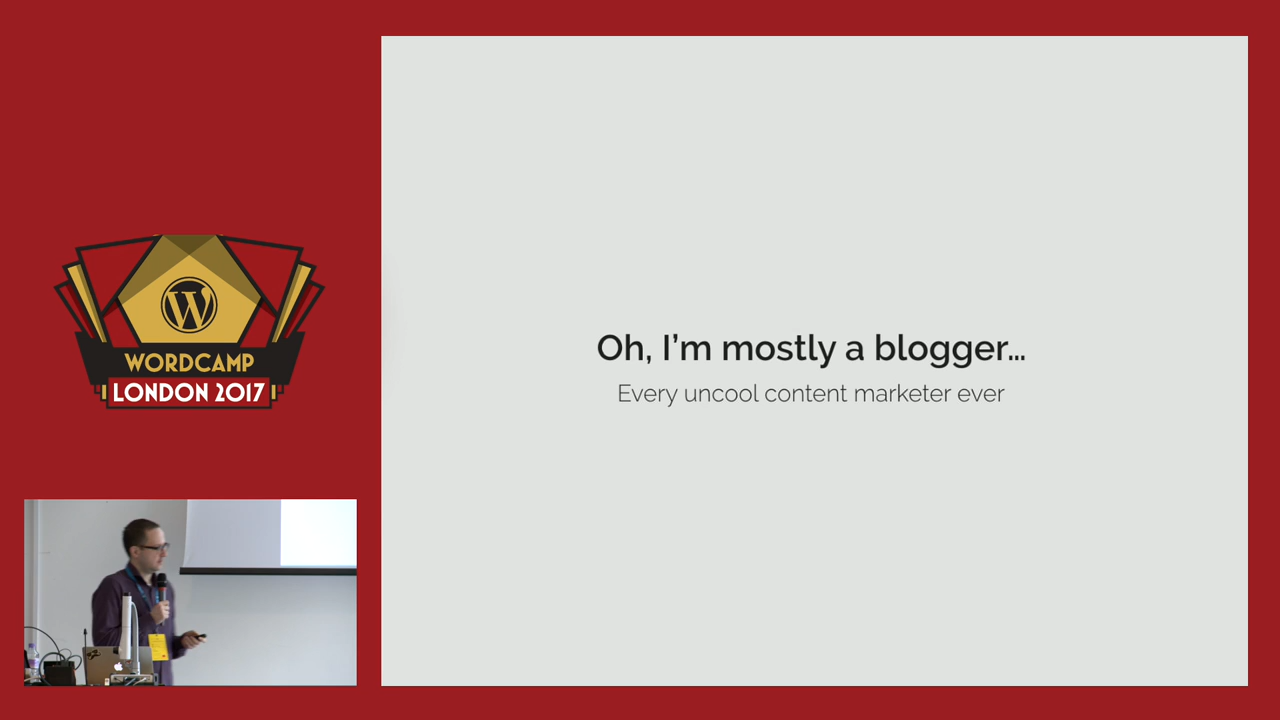 WORDCAMP
LONDON 2017
Oh, I'm mostly a blogger...
Every uncool content marketer ever